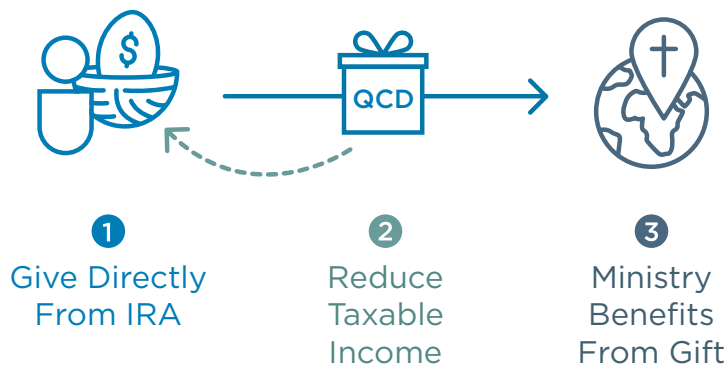 $
QCD
1
Give Directly
From IRA
2
Reduce
Taxable
Income
3
Ministry
Benefits
From Gift